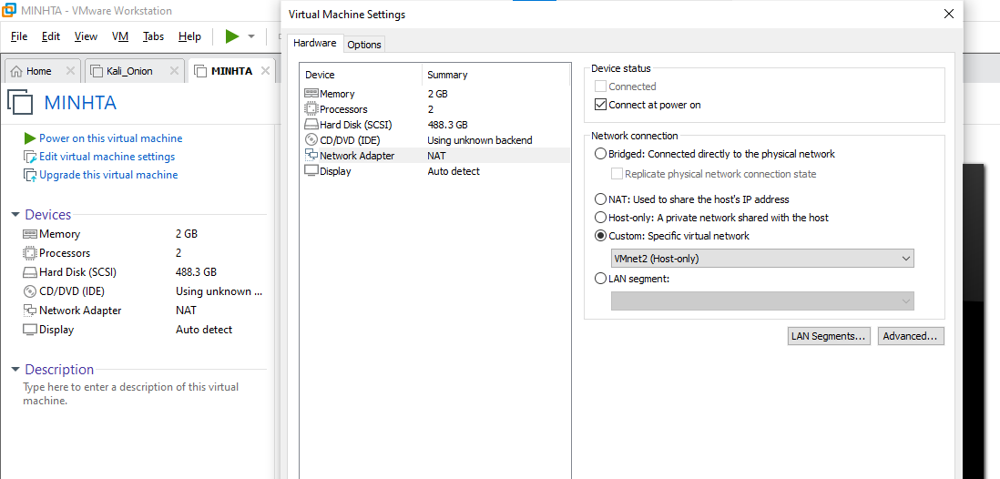 MINHTA - VMware Workstation
File Edit View VM Tabs Help
Home Kali_Onion MINHTA
MINHTA
Power on this virtual machine
Edit virtual machine settings
Upgrade this virtual machine
Devices
Memory 2 GB
Processors 2
Hard Disk (SCSI) 488.3 GB
CD/DVD (IDE) Using unknown ...
Network Adapter NAT
Display Auto detect
Description
Type here to enter a description of this virtual
machine.
Virtual Machine Settings
Hardware Options
Device Summary
Memory 2 GB
Processors 2
Hard Disk (SCSI) 488.3 GB
CD/DVD (IDE) Using unknown backend
Network Adapter NAT
Display Auto detect
Device status
Connected
Connect at power on
Network connection
Bridged: Connected directly to the physical network
Replicate physical network connection state
NAT: Used to share the host's IP address
Host-only: A private network shared with the host
Custom: Specific virtual network
VMnet2 (Host-only)
LAN segment:
LAN Segments... Advanced...